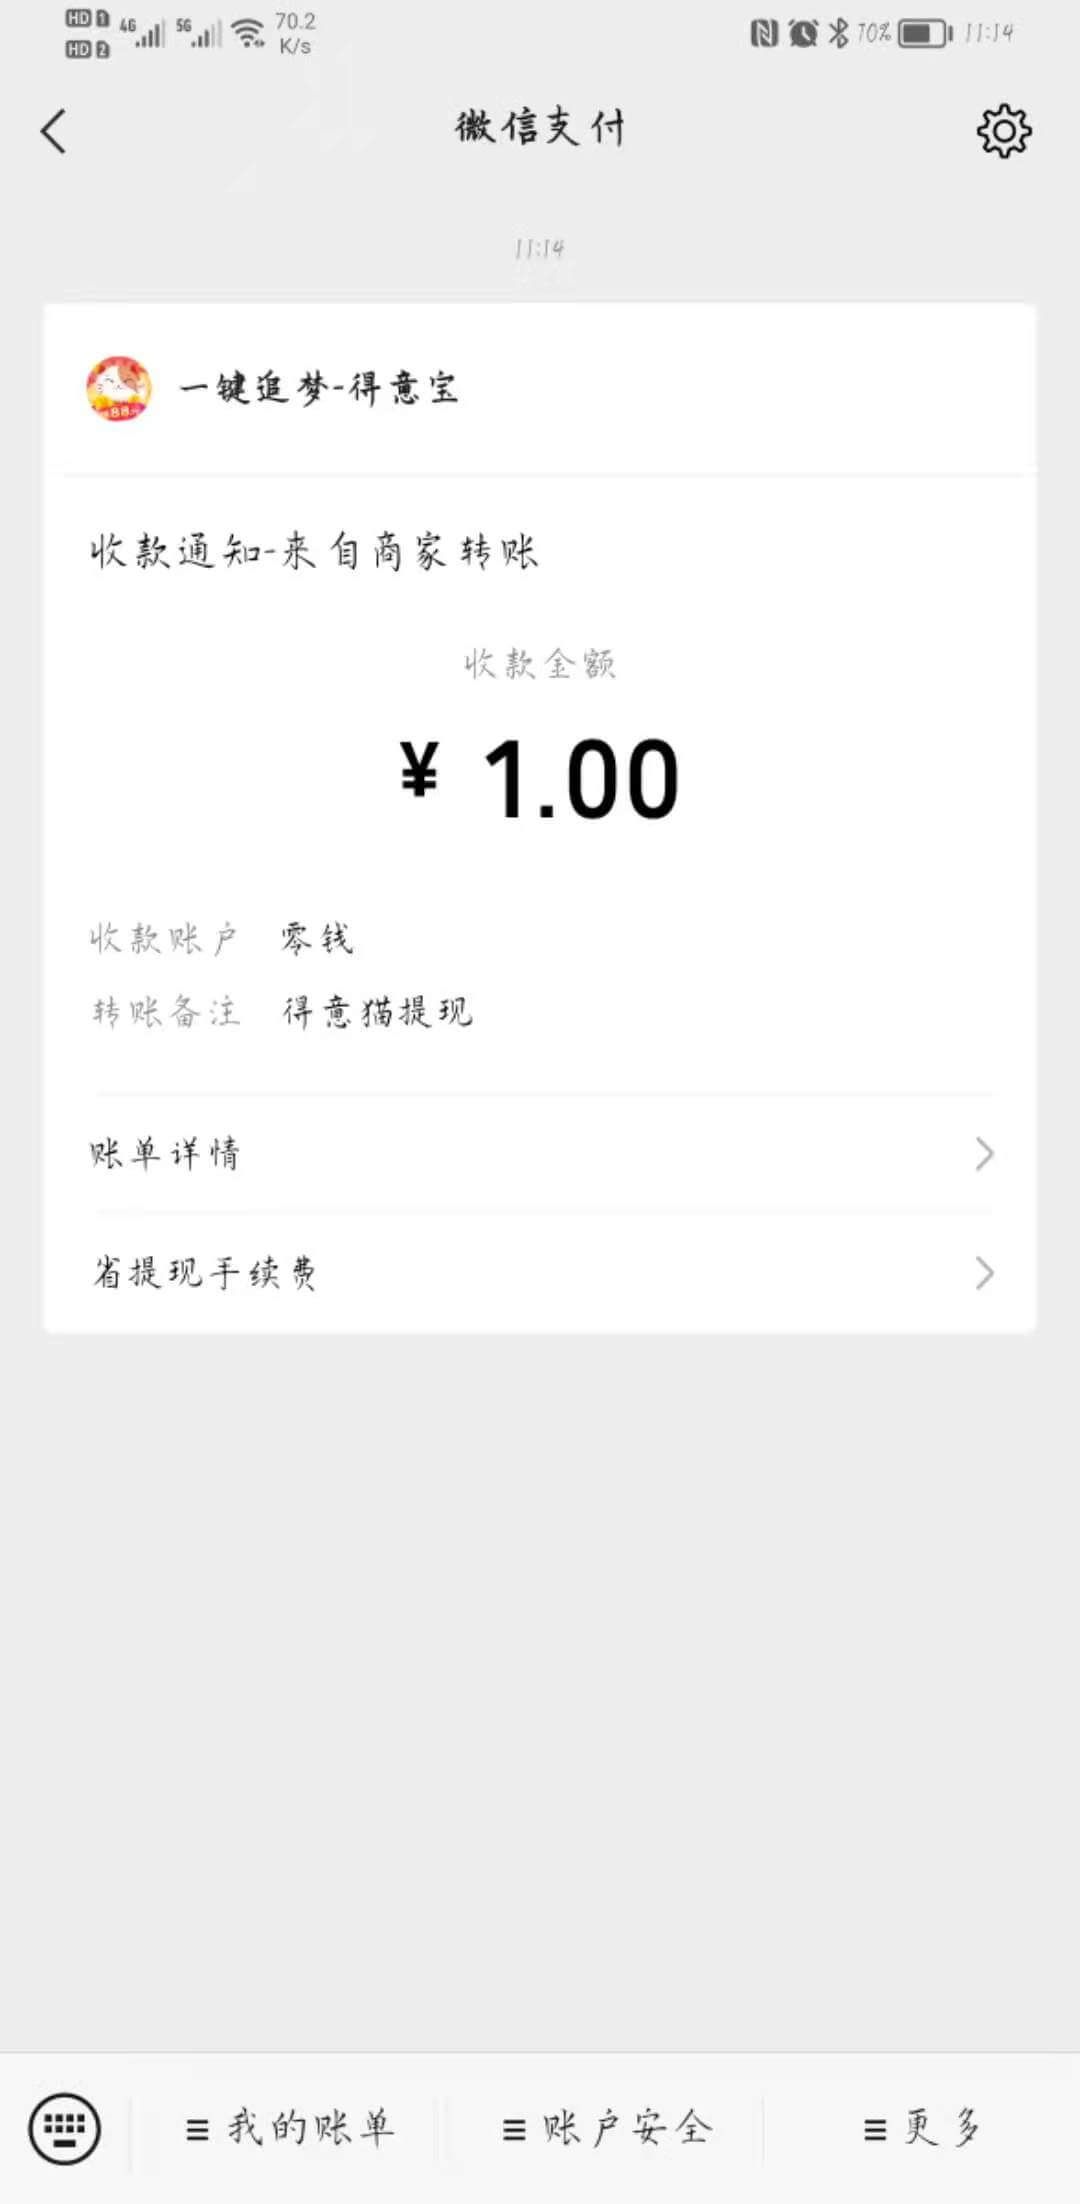 HD 1 4G 5G 70.2
HD 2 K/s 70% 11:14
微信支付
11:14
88
一键追梦-得意宝
收款通知-来自商家转账
收款金额
¥ 1.00
收款账户 零钱
转账备注 得意猫提现
账单详情
省提现手续费
我的账单 账户安全 更多